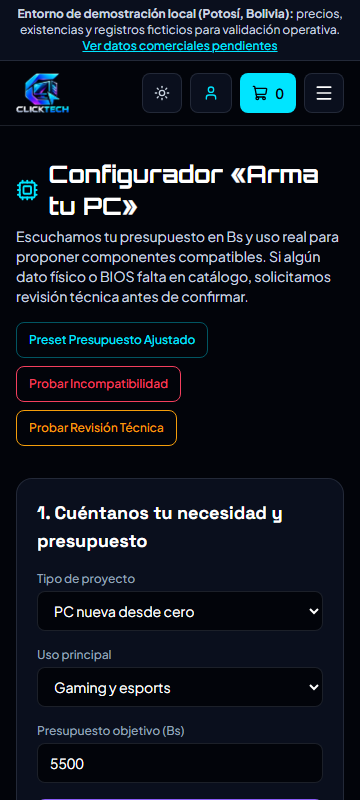 Entorno de demostración local (Potosí, Bolivia): precios,
existencias y registros ficticios para validación operativa.
Ver datos comerciales pendientes
CLICKTECH
0
Configurador «Arma
tu PC»
Escuchamos tu presupuesto en Bs y uso real para
proponer componentes compatibles. Si algún
dato físico o BIOS falta en catálogo, solicitamos
revisión técnica antes de confirmar.
Preset Presupuesto Ajustado
Probar Incompatibilidad
Probar Revisión Técnica
1. Cuéntanos tu necesidad y
presupuesto
Tipo de proyecto
PC nueva desde cero
Uso principal
Gaming y esports
Presupuesto objetivo (Bs)
5500